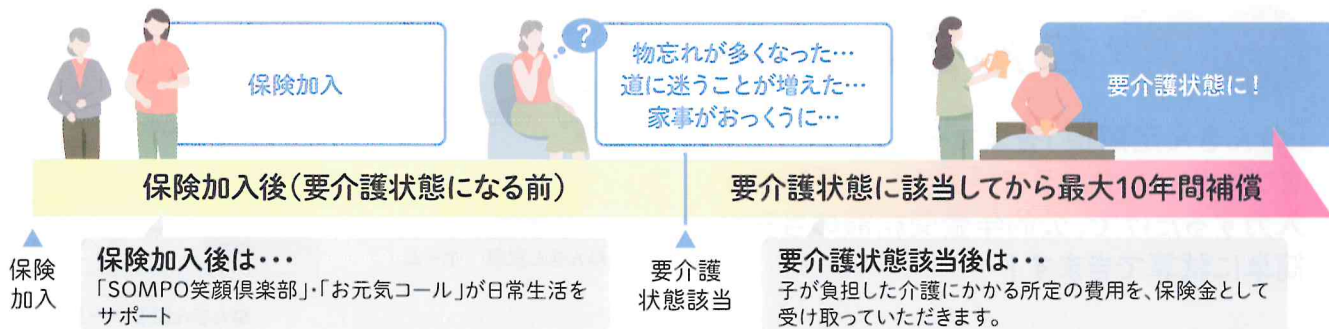 保険加入
?
物忘れが多くなった…
道に迷うことが増えた…
家事がおっくうに…
要介護状態に！
保険加入後（要介護状態になる前）
要介護状態に該当してから最大10年間補償
保険
加入
保険加入後は・・・
「SOMPO笑顔倶楽部」・「お元気コール」が日常生活を
サポート
要介護
状態該当
要介護状態該当後は・・・
子が負担した介護にかかる所定の費用を、保険金として
受け取っていただきます。